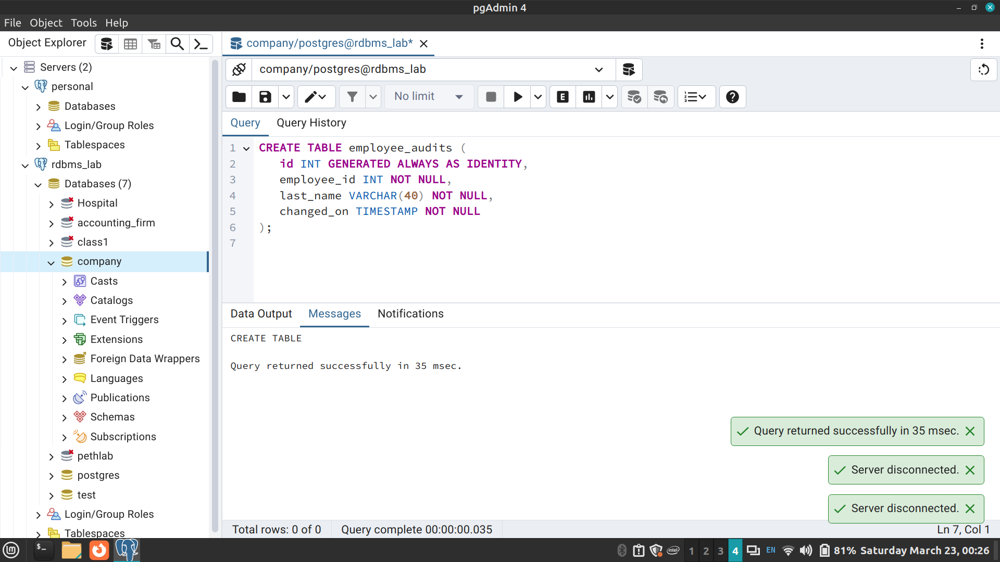 pgAdmin 4
File Object Tools Help
Object Explorer
company/postgres@rdbms_lab*
Servers (2)
personal
Databases
Login/Group Roles
Tablespaces
rdbms_lab
Databases (7)
Hospital
accounting_firm
class1
company
Casts
Catalogs
Event Triggers
Extensions
Foreign Data Wrappers
Languages
Publications
Schemas
Subscriptions
pethlab
postgres
test
Login/Group Roles
Tablespaces
company/postgres@rdbms_lab
No limit
E
Query Query History
1 CREATE TABLE employee_audits (
2 id INT GENERATED ALWAYS AS IDENTITY,
3 employee_id INT NOT NULL,
4 last_name VARCHAR(40) NOT NULL,
5 changed_on TIMESTAMP NOT NULL
6 );
7
Data Output Messages Notifications
CREATE TABLE
Query returned successfully in 35 msec.
Query returned successfully in 35 msec.
Server disconnected.
Server disconnected.
Total rows: 0 of 0 Query complete 00:00:00.035 Ln 7, Col 1
intel 1 2 3 4 EN 81% Saturday March 23, 00:26